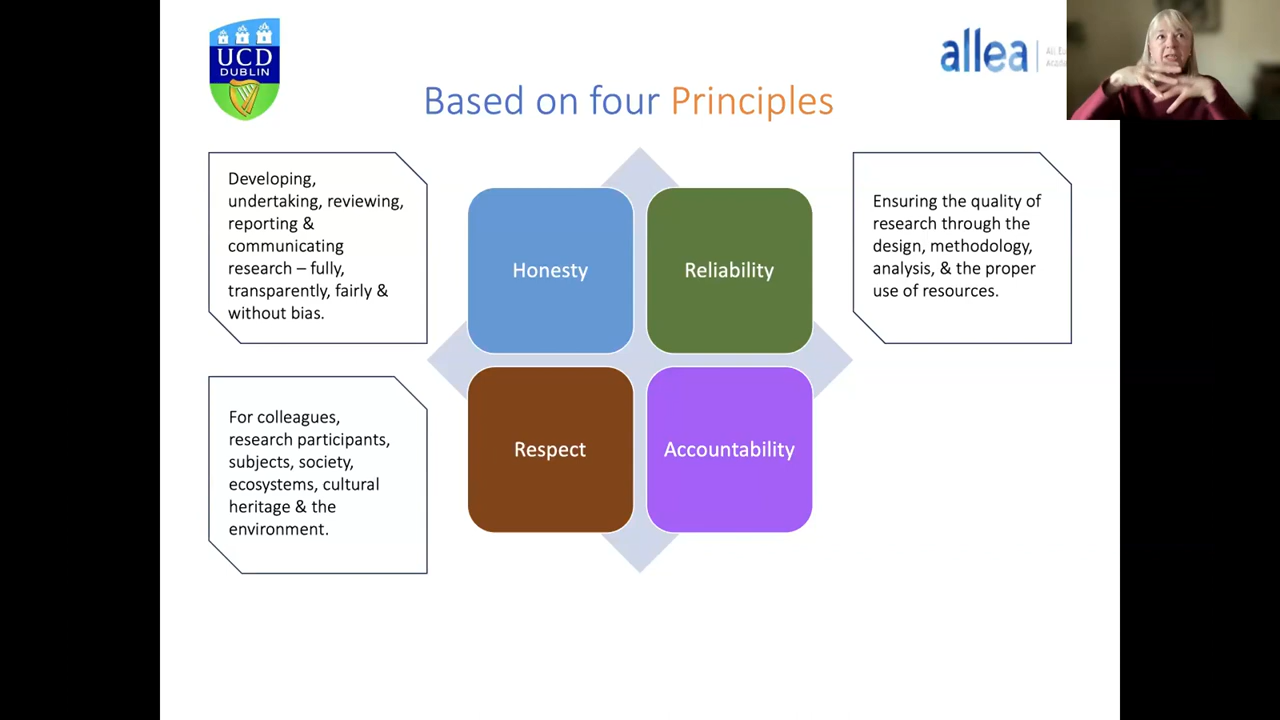 UCD
DUBLIN
allea
Based on four Principles
Developing,
undertaking, reviewing,
reporting &
communicating
research – fully,
transparently, fairly &
without bias.
Honesty
Reliability
Ensuring the quality of
research through the
design, methodology,
analysis, & the proper
use of resources.
For colleagues,
research participants,
subjects, society,
ecosystems, cultural
heritage & the
environment.
Respect
Accountability